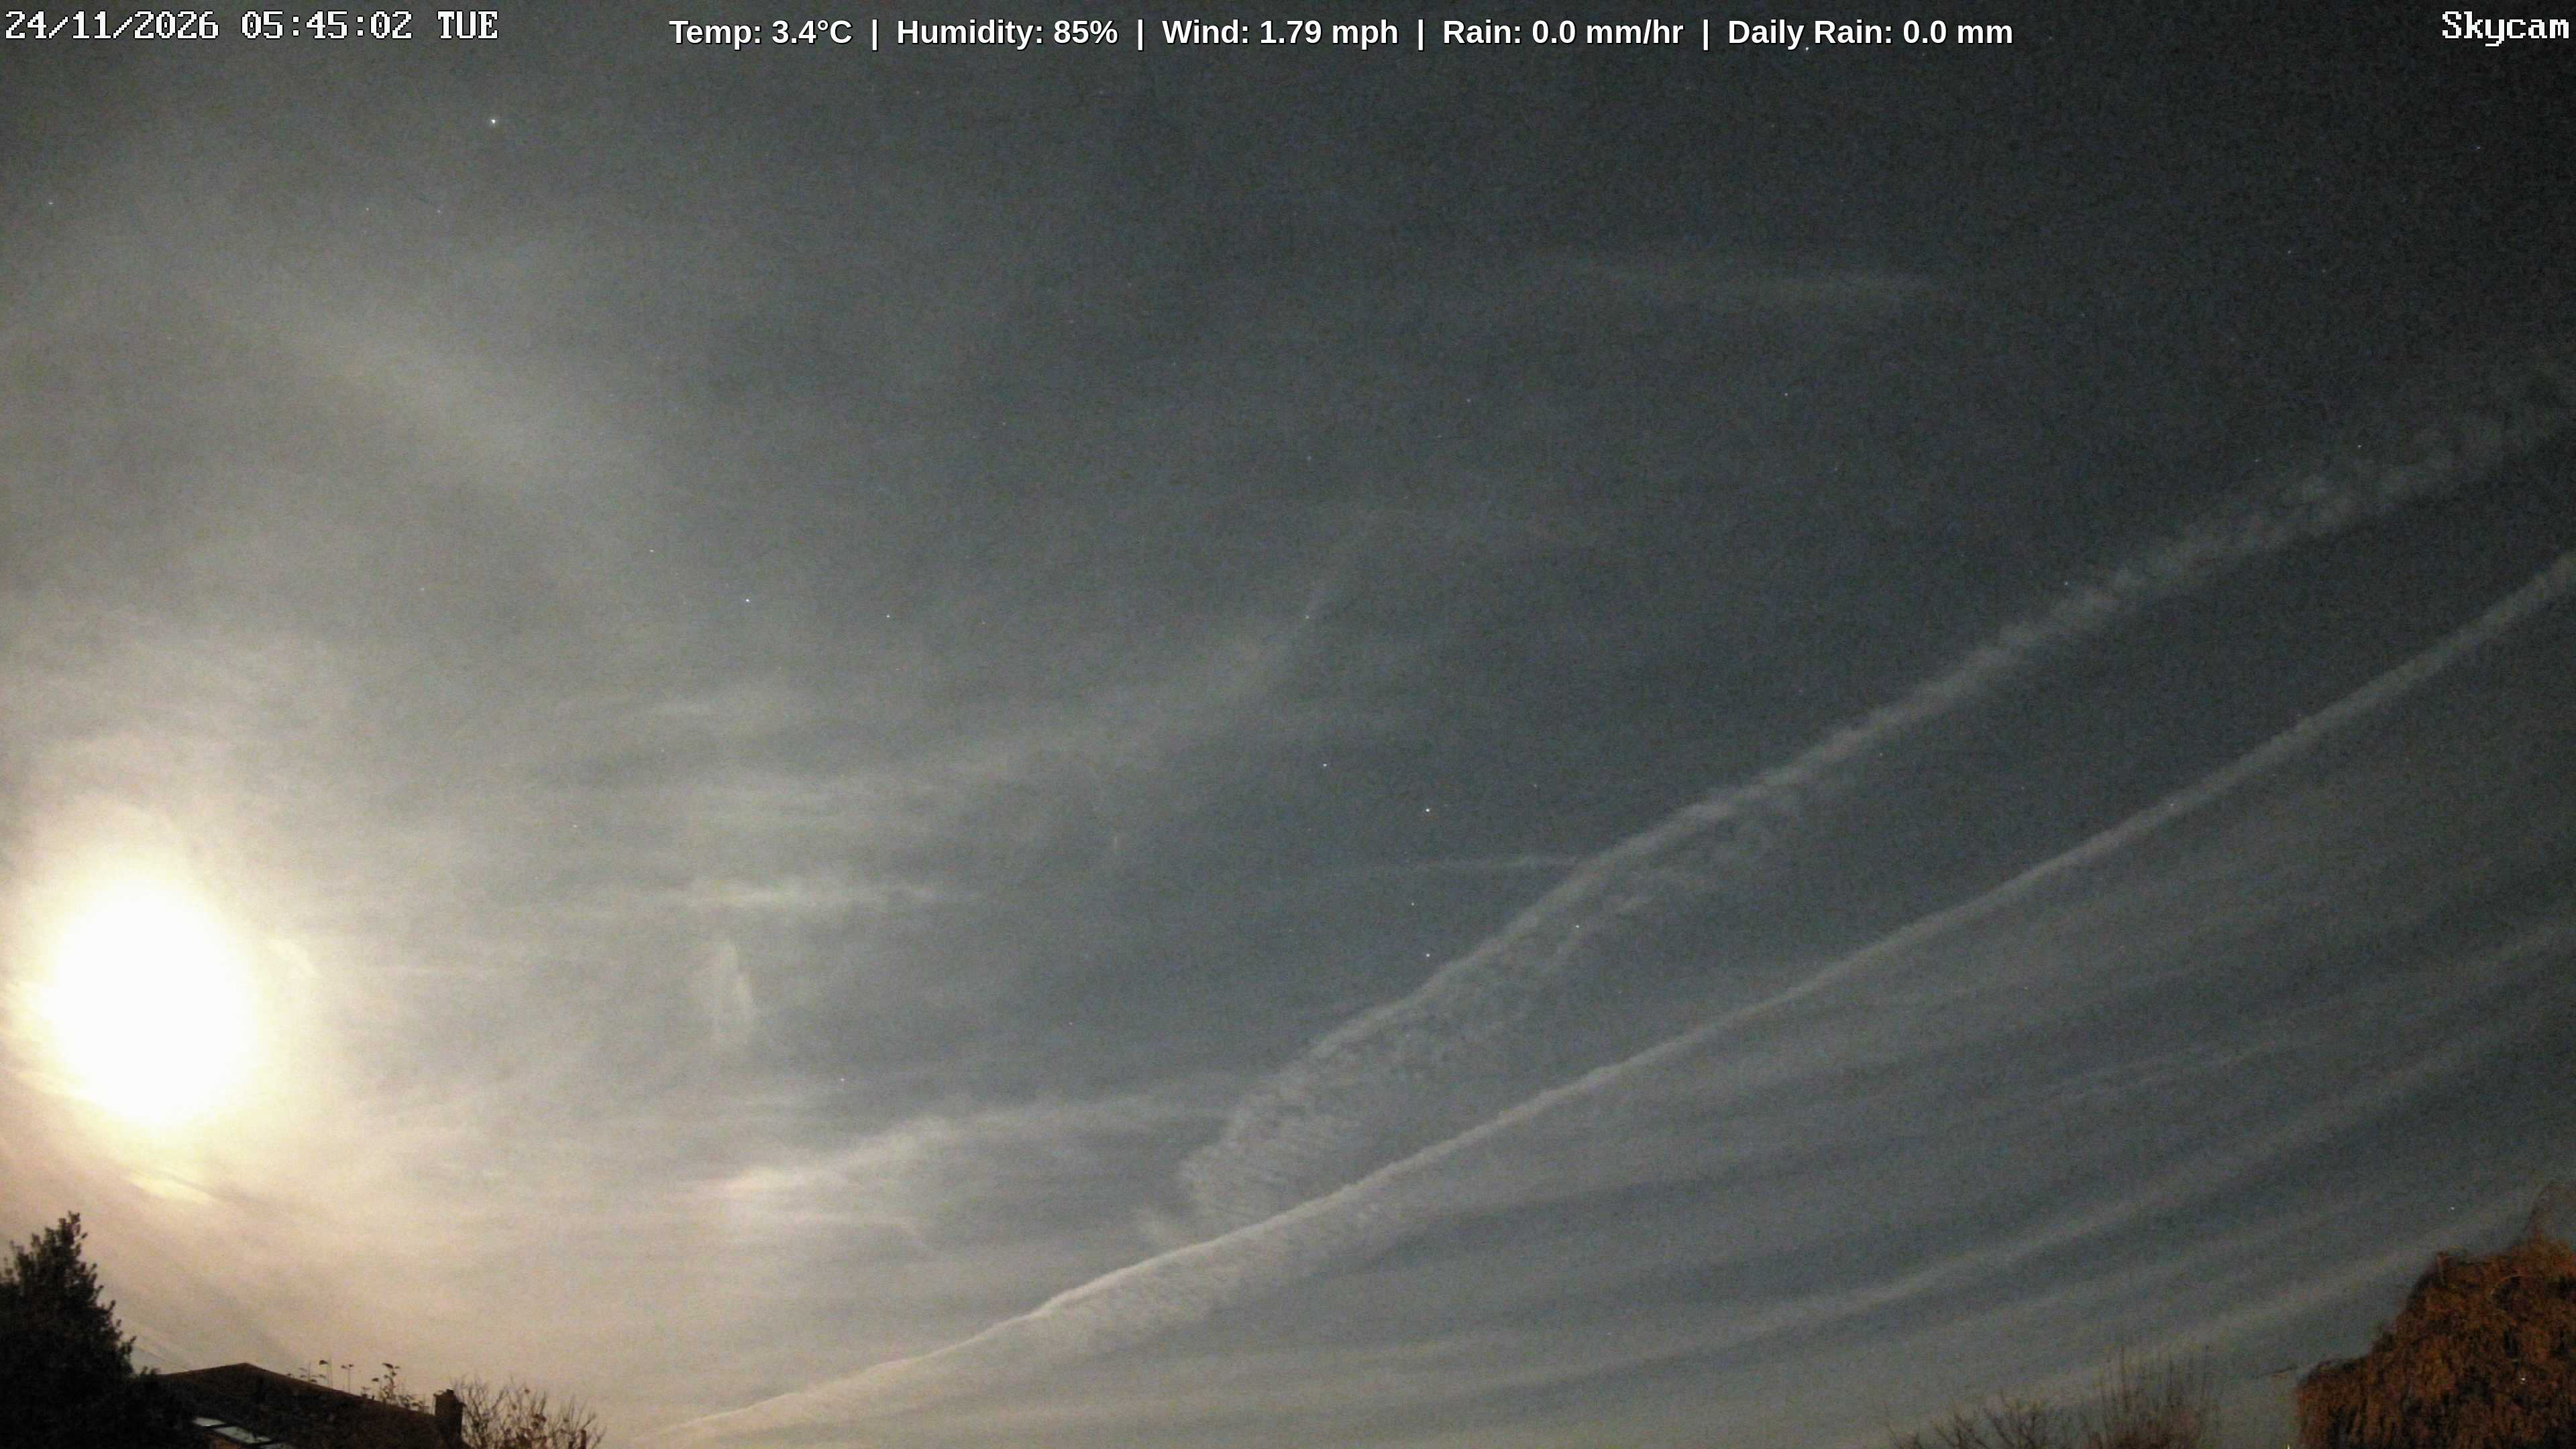 24/11/2026 05:45:02 TUE
Temp: 3.4°C | Humidity: 85% | Wind: 1.79 mph | Rain: 0.0 mm/hr | Daily Rain: 0.0 mm
Skycam